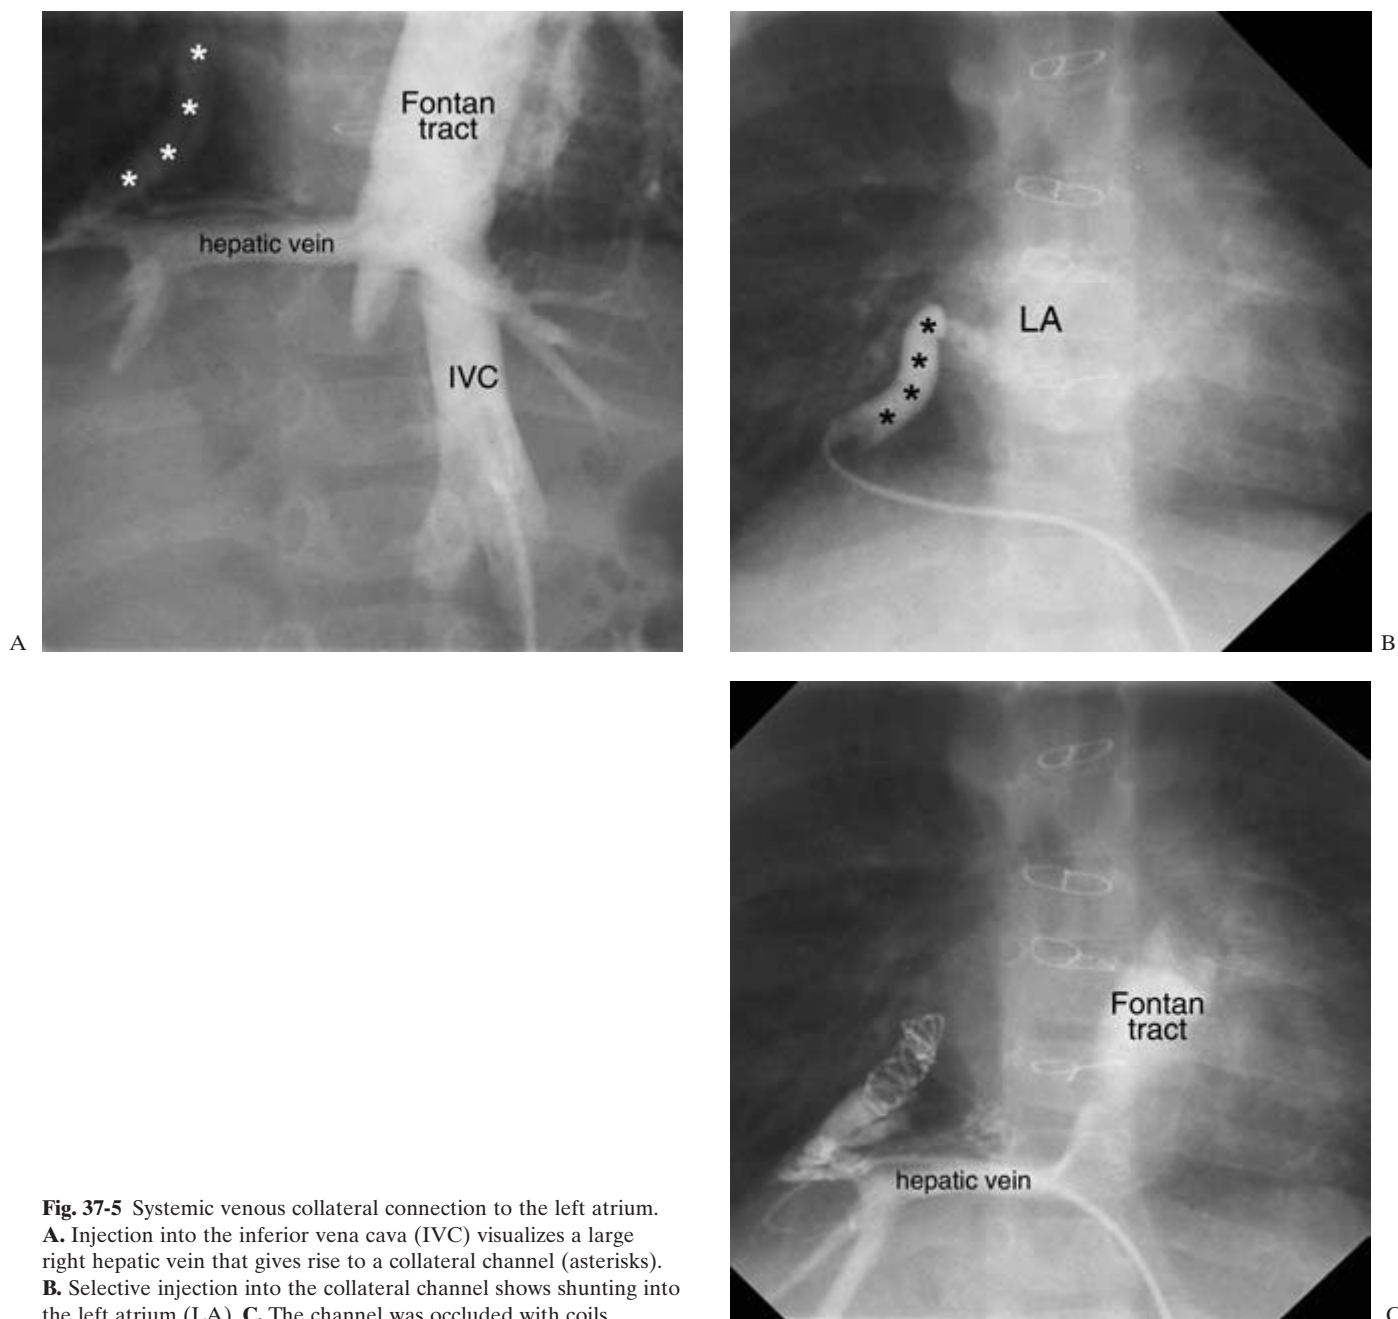 * * * *
Fontan
tract
hepatic vein
IVC
A
LA
* * * *
B
Fontan
tract
hepatic vein
C
Fig. 37-5 Systemic venous collateral connection to the left atrium.
A. Injection into the inferior vena cava (IVC) visualizes a large
right hepatic vein that gives rise to a collateral channel (asterisks).
B. Selective injection into the collateral channel shows shunting into
the left atrium (LA). C. The channel was occluded with coils.